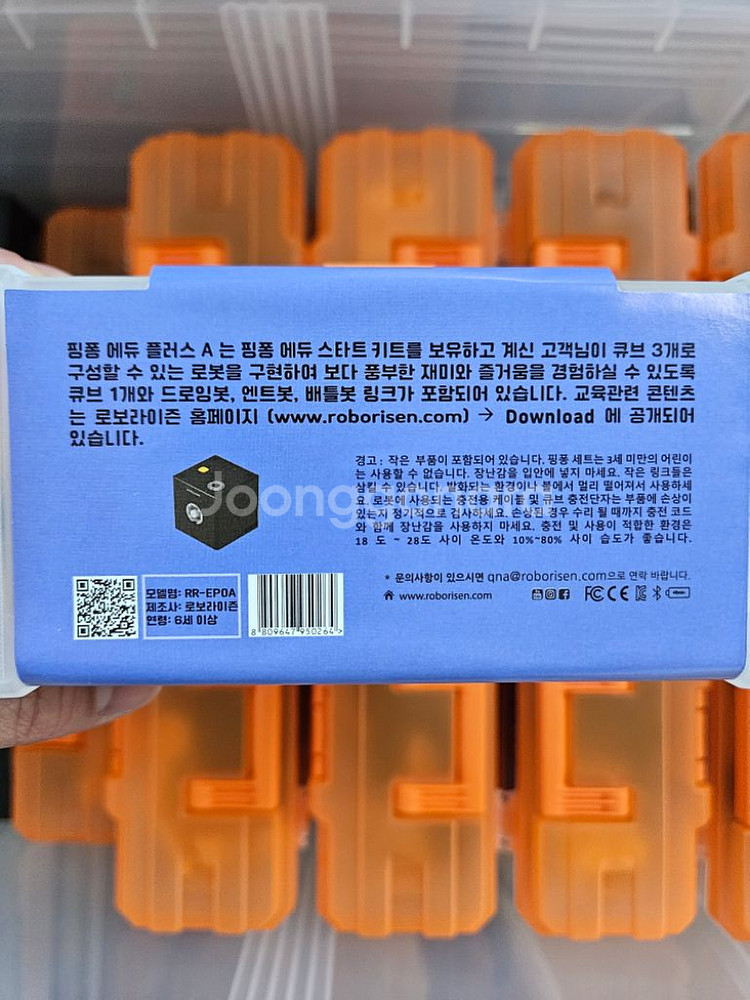 핑퐁 에듀 플러스 A 는 핑퐁 에듀 스타트 키트를 보유하고 계신 고객님이 큐브 3개로
구성할 수 있는 로봇을 구현하여 보다 풍부한 재미와 즐거움을 경험하실 수 있도록
큐브 1개와 드로잉봇, 엔트봇, 배틀봇 링크가 포함되어 있습니다. 교육관련 콘텐츠
는 로보라이즌 홈페이지 (www.roborisen.com) → Download 에 공개되어
있습니다.
경고 : 작은 부품이 포함되어 있습니다. 핑퐁 세트는 3세 미만의 어린이
는 사용할 수 없습니다. 장난감을 입안에 넣지 마세요. 작은 링크들은
삼킬 수 있습니다. 발화되는 환경이나 불에서 멀리 떨어져서 사용하세
요. 로봇에 사용되는 충전용 케이블 및 큐브 충전단자는 부품에 손상이
있는지 정기적으로 검사하세요. 손상된 경우 수리 될 때까지 충전 코드
와 함께 장난감을 사용하지 마세요. 충전 및 사용이 적합한 환경은
18 도 ~ 28도 사이 온도와 10%~80% 사이 습도가 좋습니다.
Joongna
* 문의사항이 있으시면 qna@roborisen.com으로 연락 바랍니다.
www.roborisen.com
모델명: RR-EP0A
제조사: 로보라이즌
연령: 6세 이상
8 809647 950264 >